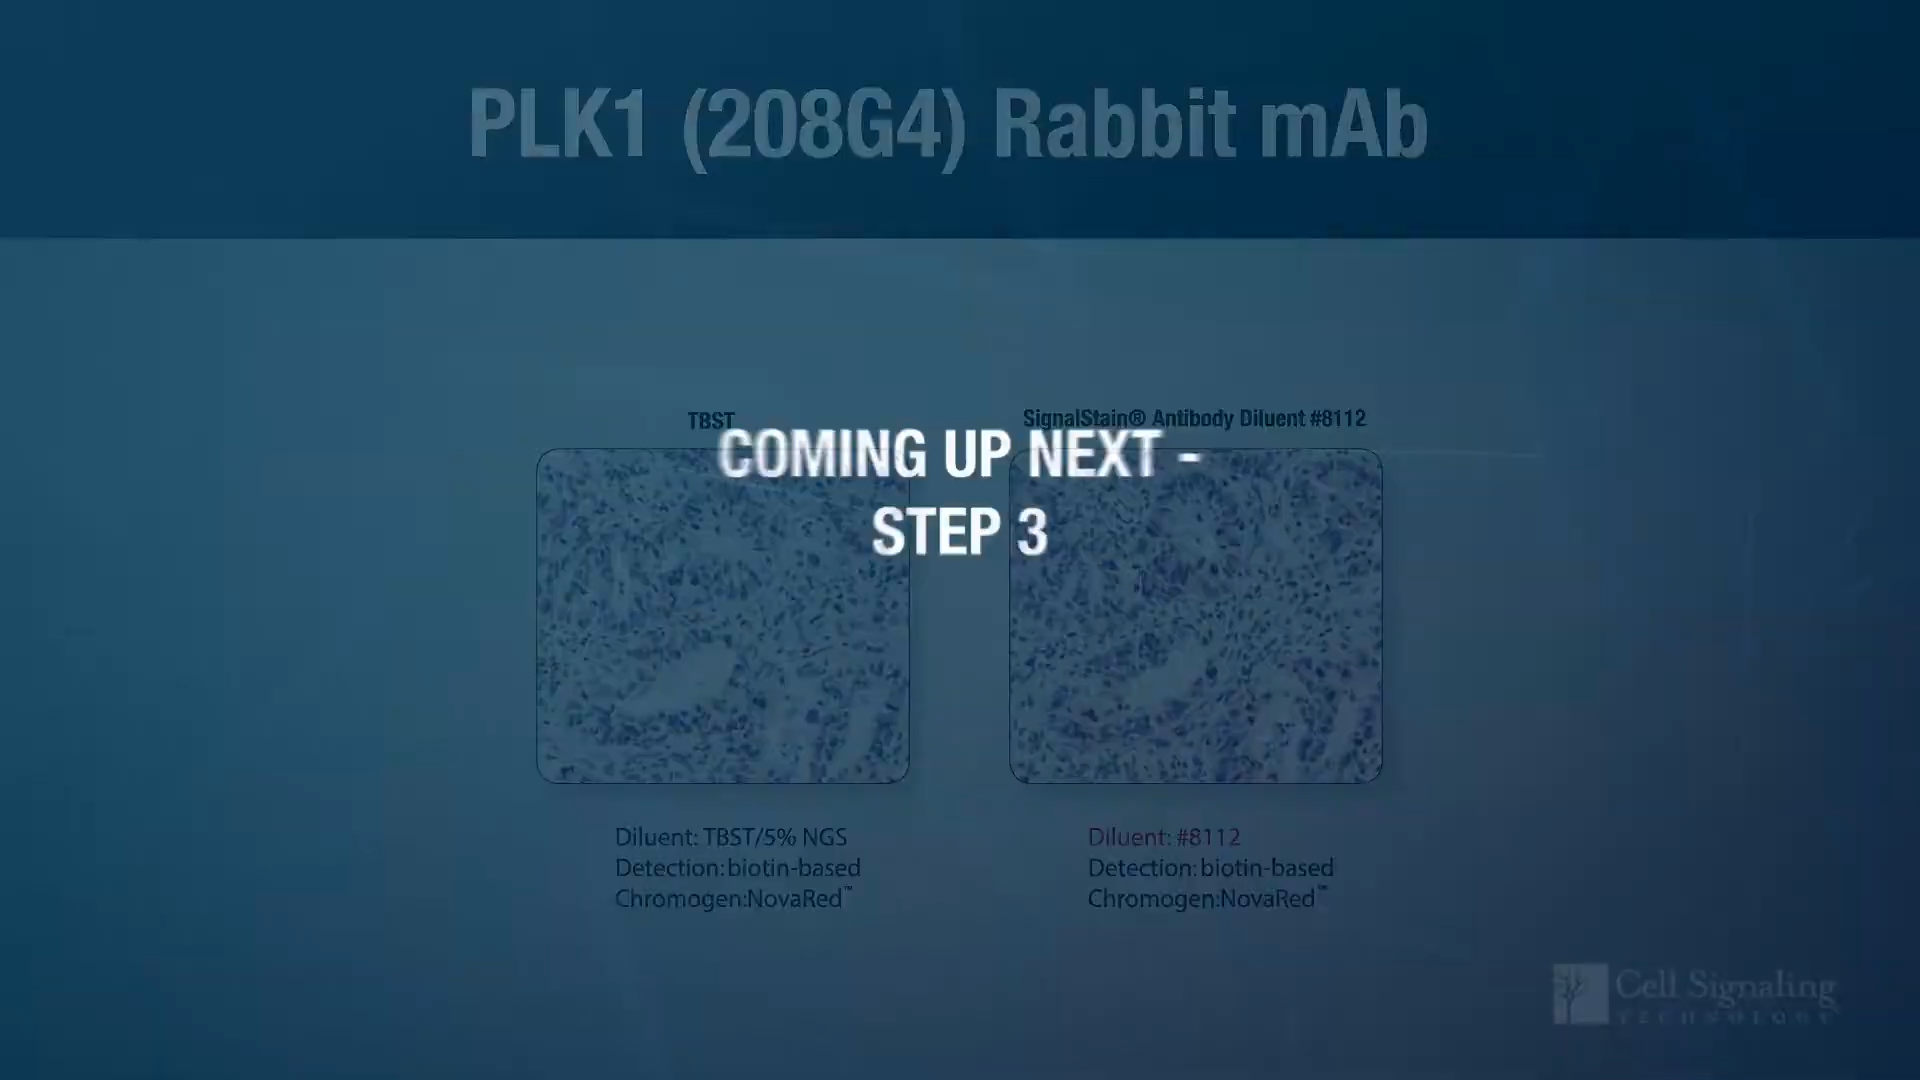 PLK1 (208G4) Rabbit mAb
TBST
SignalStain® Antibody Diluent #8112
COMING UP NEXT -
STEP 3
Diluent: TBST/5% NGS
Detection: biotin-based
Chromogen:NovaRed™
Diluent: #8112
Detection: biotin-based
Chromogen:NovaRed™
Cell Signaling
TECHNOLOGY